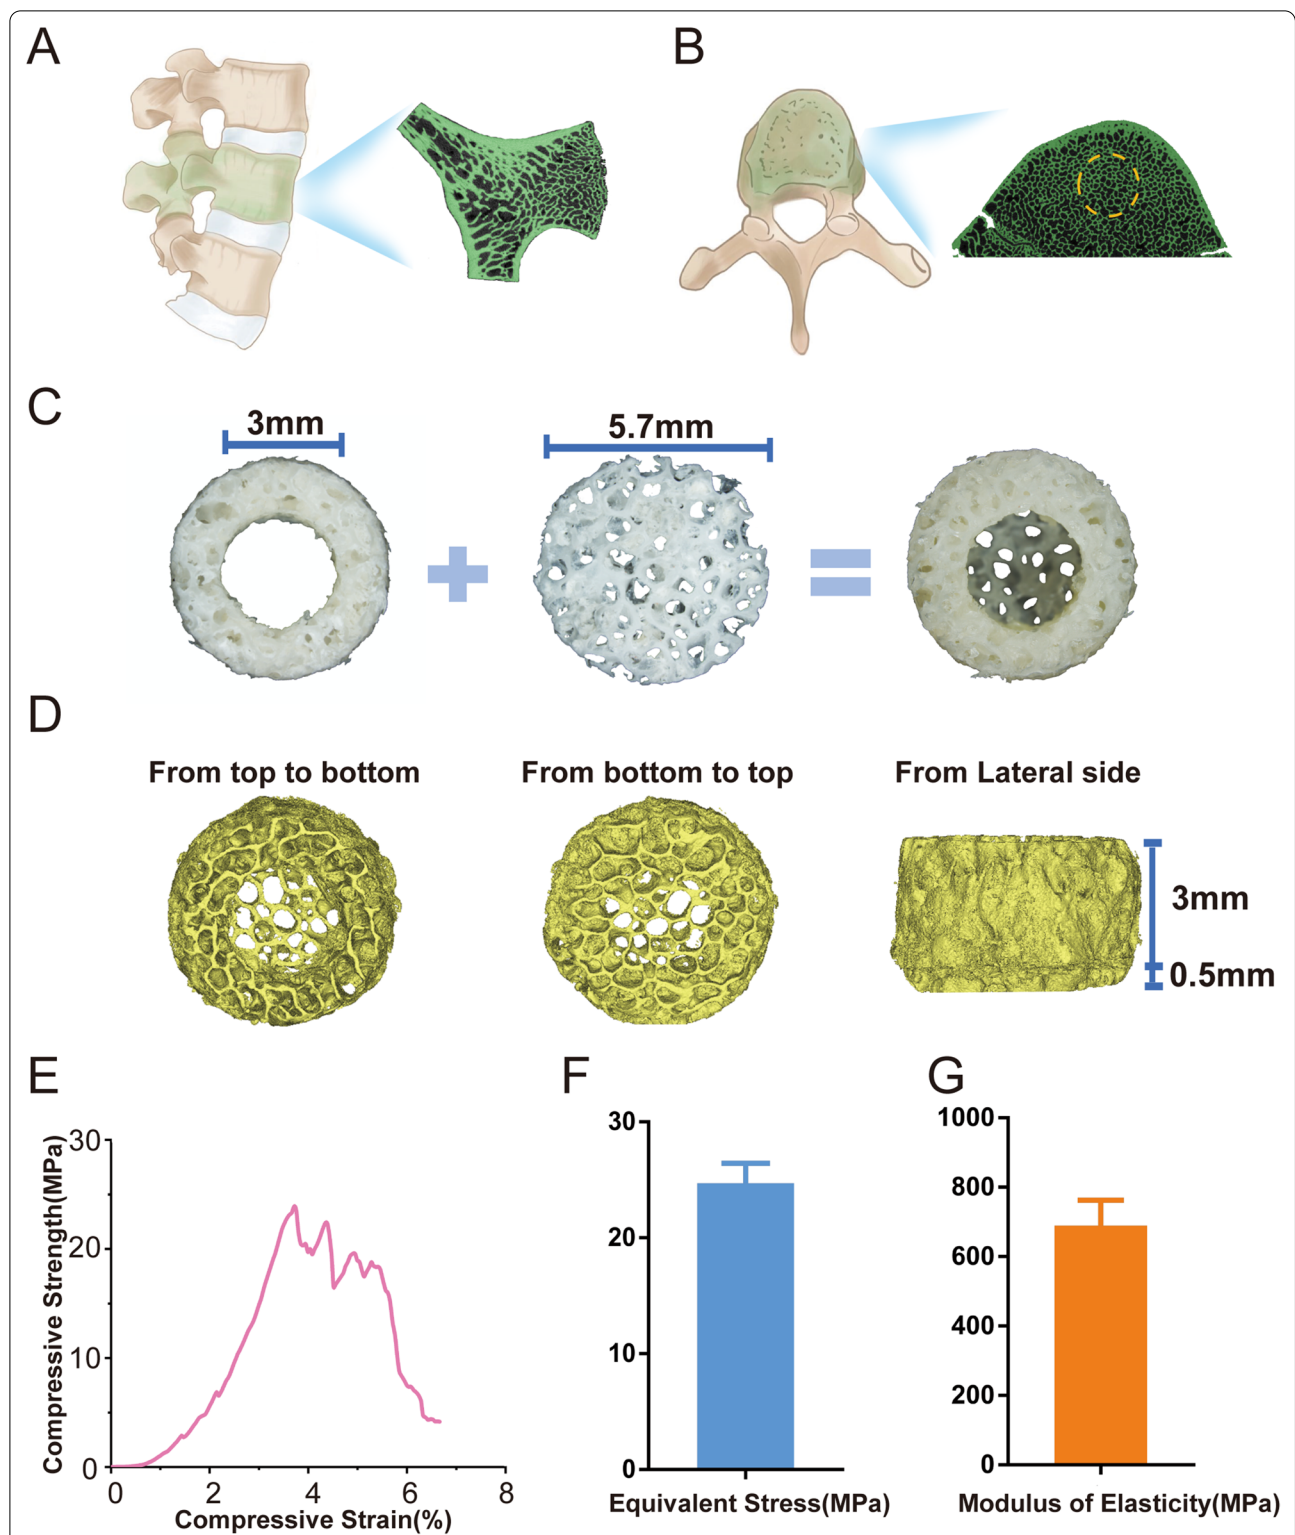 A
B
C
3mm
5.7mm
D
From top to bottom
From bottom to top
From Lateral side
3mm
0.5mm
E
Compressive Strength(MPa)
30
20
10
0
0
2
4
6
8
Compressive Strain(%)
F
30
20
10
0
Equivalent Stress(MPa)
G
1000
800
600
400
200
0
Modulus of Elasticity(MPa)